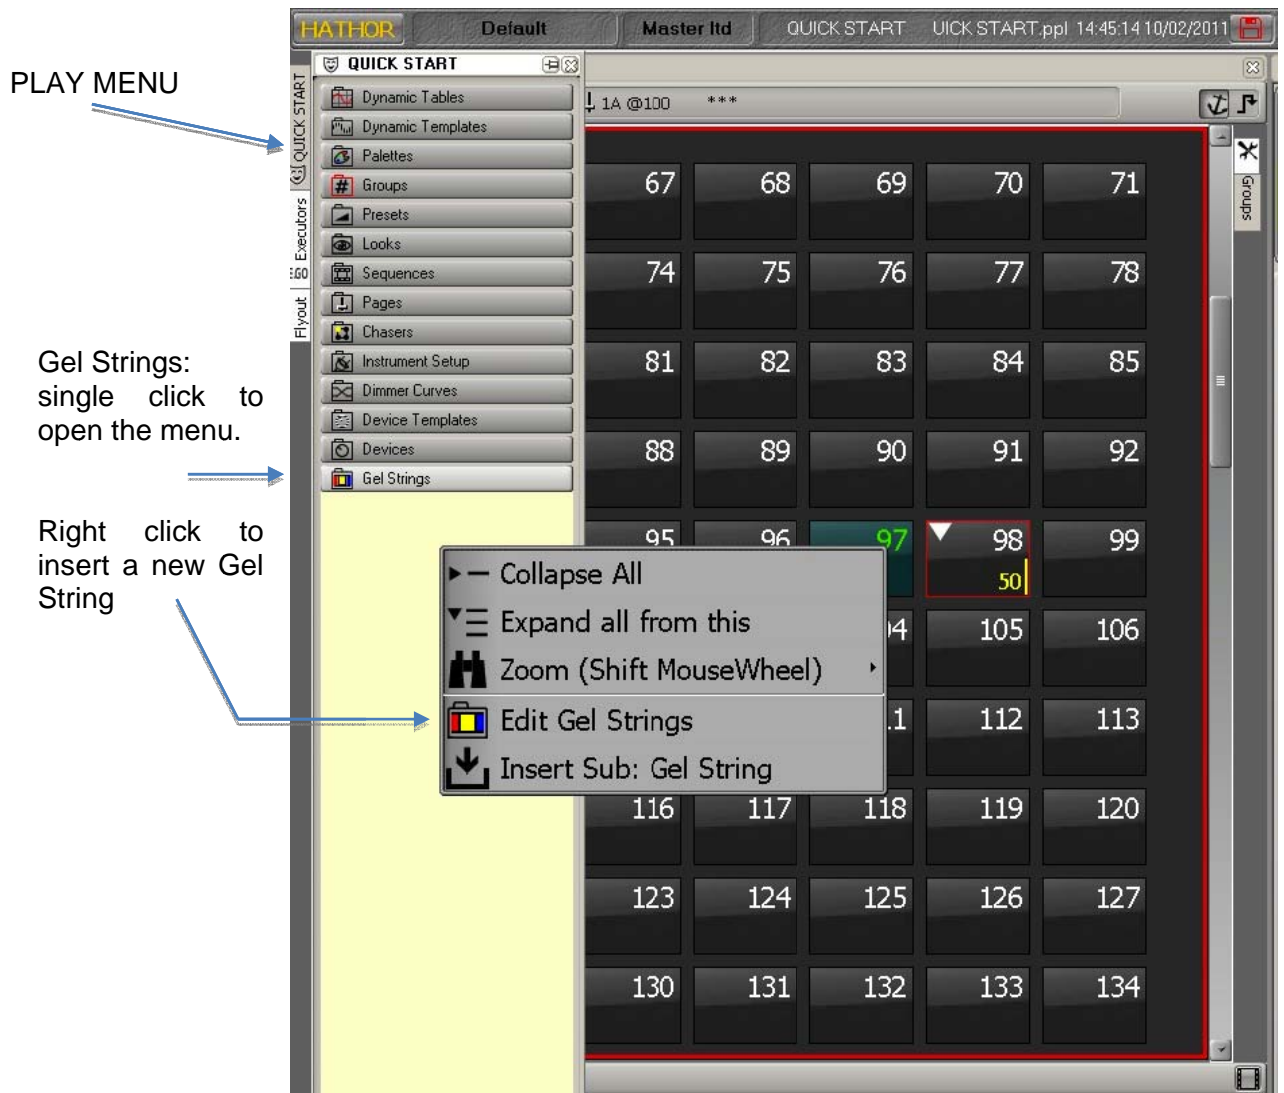 HATHOR Default Master ltd QUICK START UICK START.ppl 14:45:14 10/02/2011
PLAY MENU
QUICK START
QUICK START
Executors
E.GO
Flyout
Dynamic Tables
Dynamic Templates
Palettes
Groups
Presets
Looks
Sequences
Pages
Chasers
Instrument Setup
Dimmer Curves
Device Templates
Devices
Gel Strings
1A @100 ***
Groups
67 68 69 70 71
74 75 76 77 78
81 82 83 84 85
88 89 90 91 92
95 96 97 98 99
50
04 105 106
.1 112 113
116 117 118 119 120
123 124 125 126 127
130 131 132 133 134
Gel Strings:
single click to
open the menu.
Right click to
insert a new Gel
String
Collapse All
Expand all from this
Zoom (Shift MouseWheel)
Edit Gel Strings
Insert Sub: Gel String